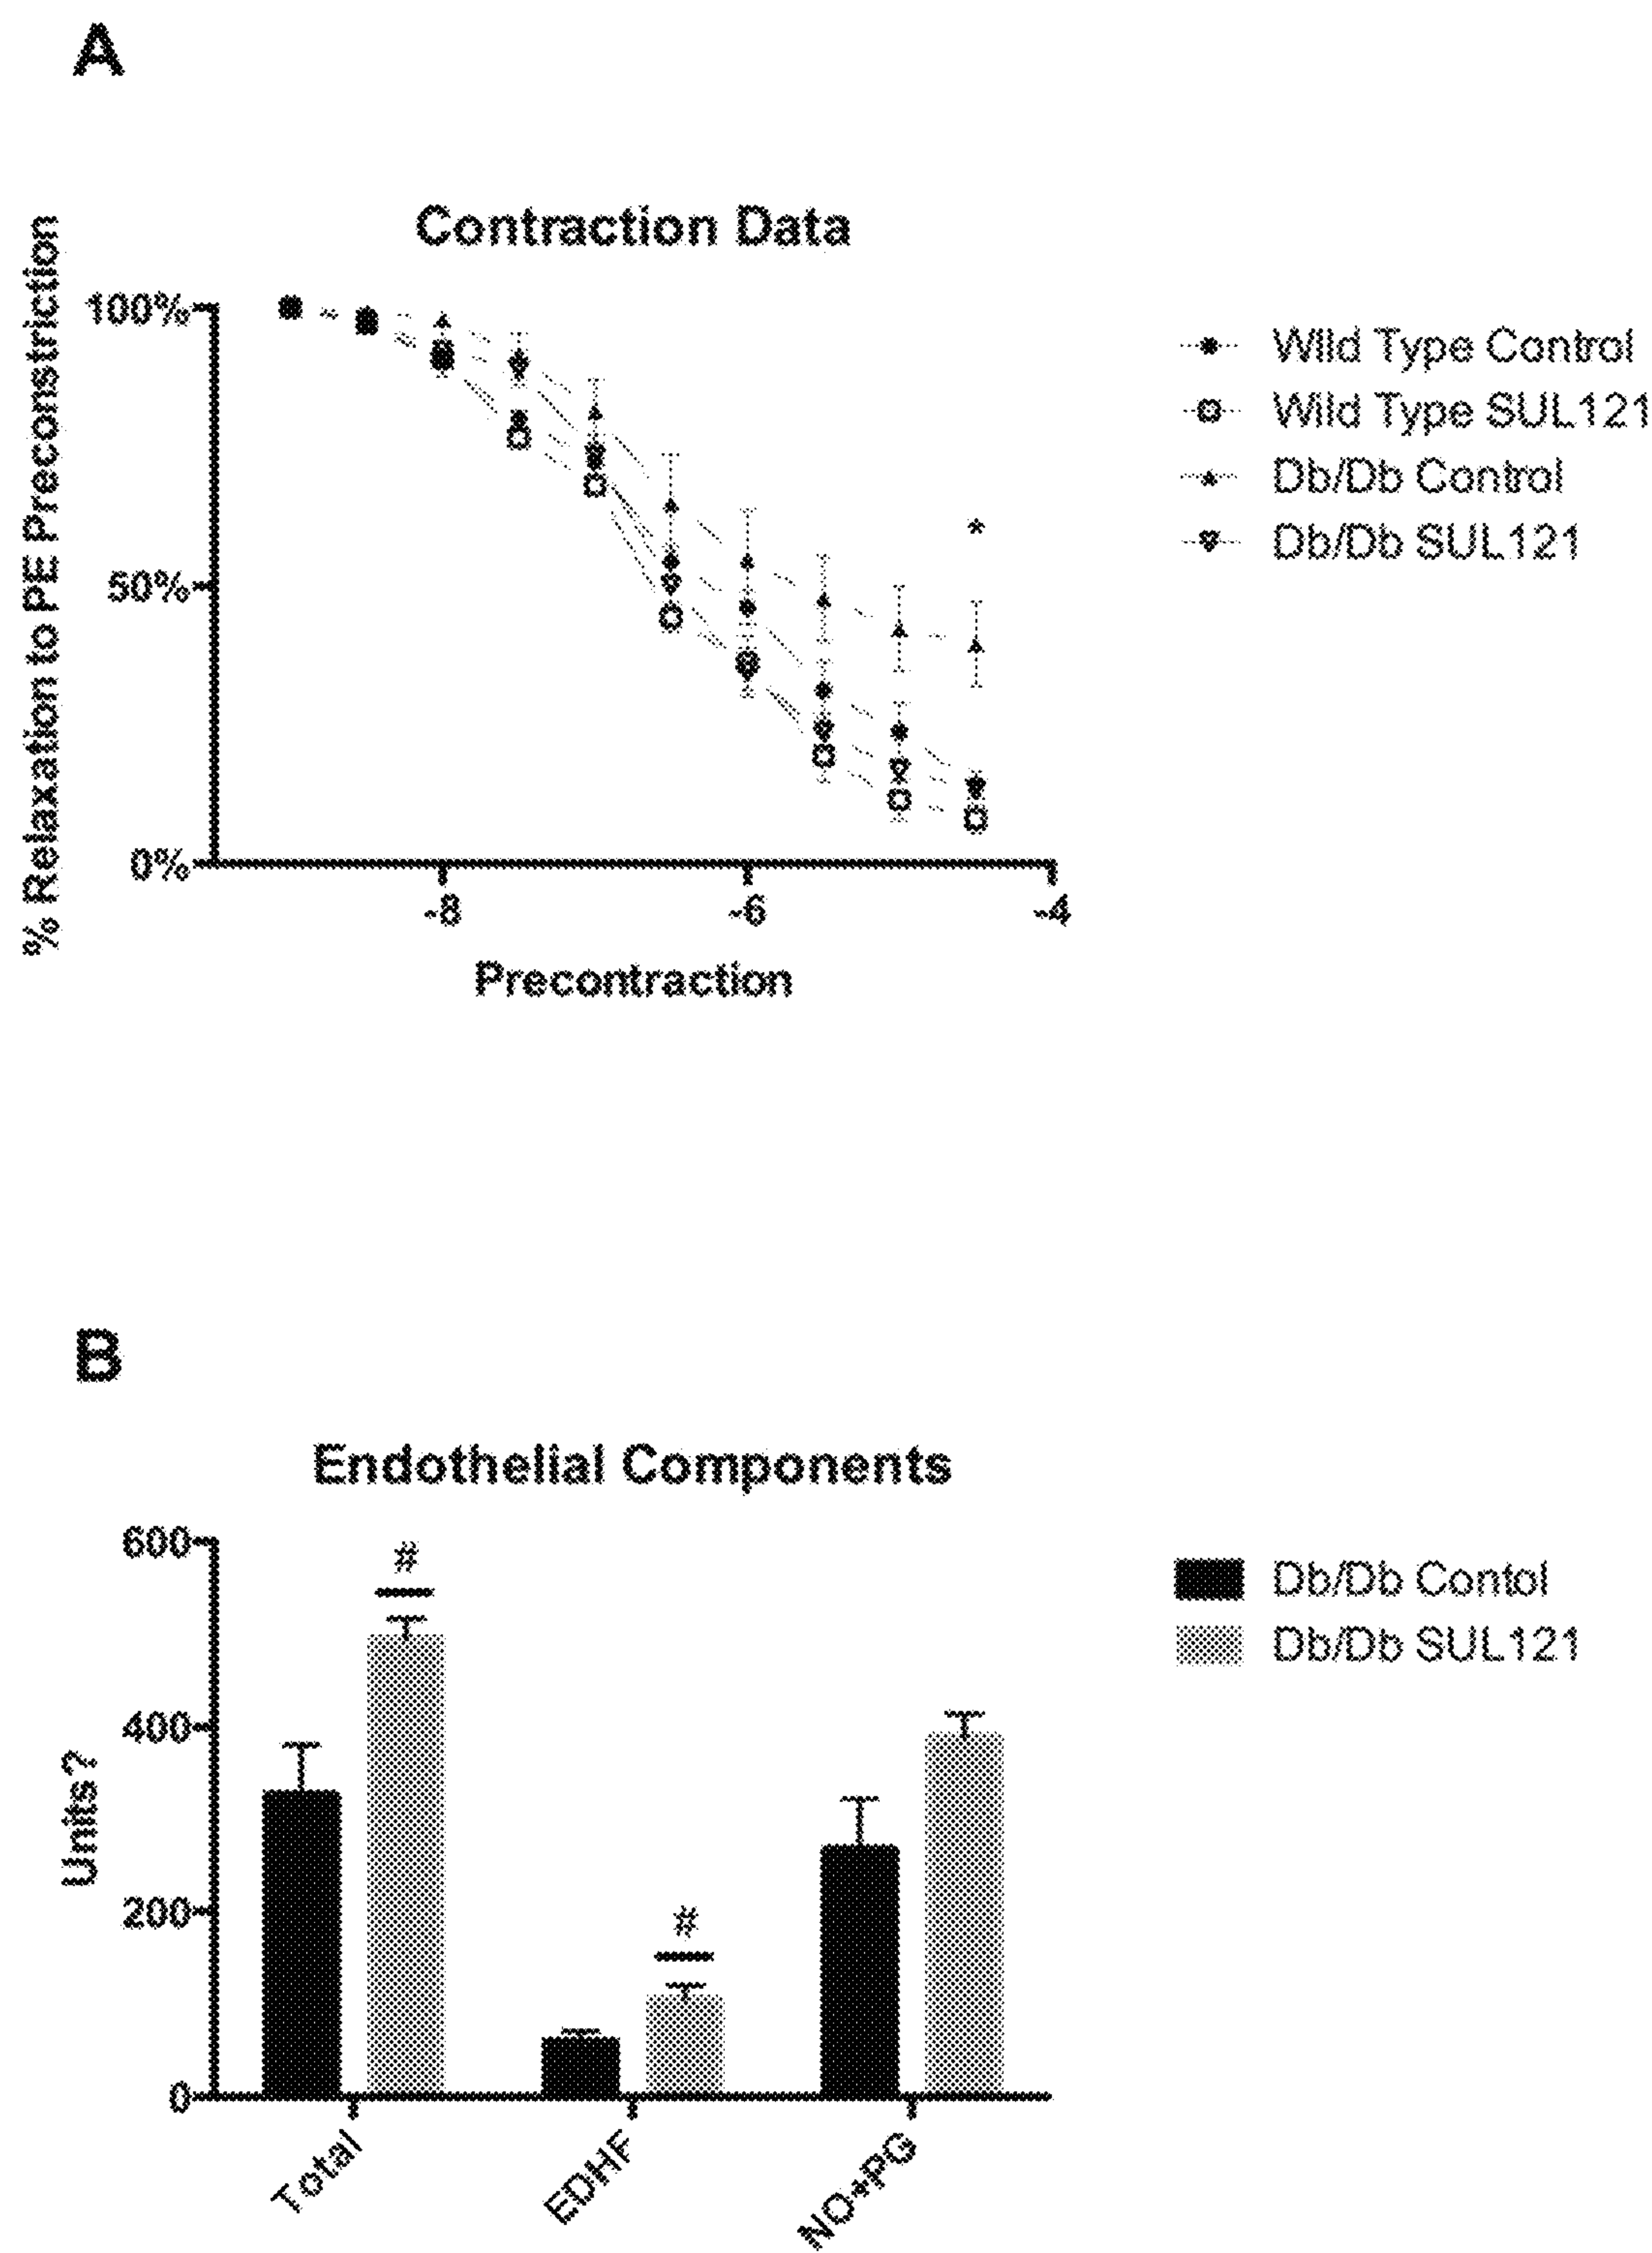 A
Contraction Data
% Relaxation to PE Preconstriction
100%
50%
0%
-8
-6
-4
Precontraction
*
Wild Type Control
Wild Type SUL121
Db/Db Control
Db/Db SUL121
B
Endothelial Components
Units?
600
400
200
0
#
#
Total
EDHF
NO+PG
Db/Db Contol
Db/Db SUL121